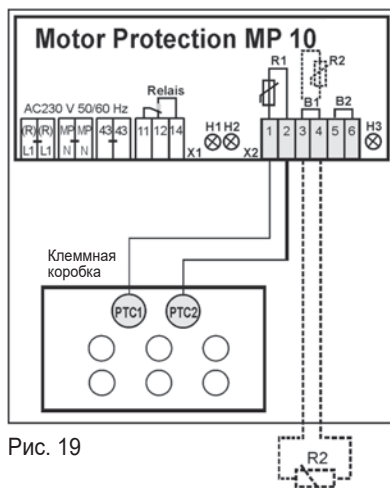 Motor Protection MP 10
R1
R2
Relais
AC230 V 50/60 Hz
B1 B2
(R) (R) MP MP 43 43 11 12 14
H1 H2
H3
L1 L1 N N
X1
X2
1 2 3 4 5 6
Клеммная
коробка
PTC1
PTC2
Рис. 19
R2